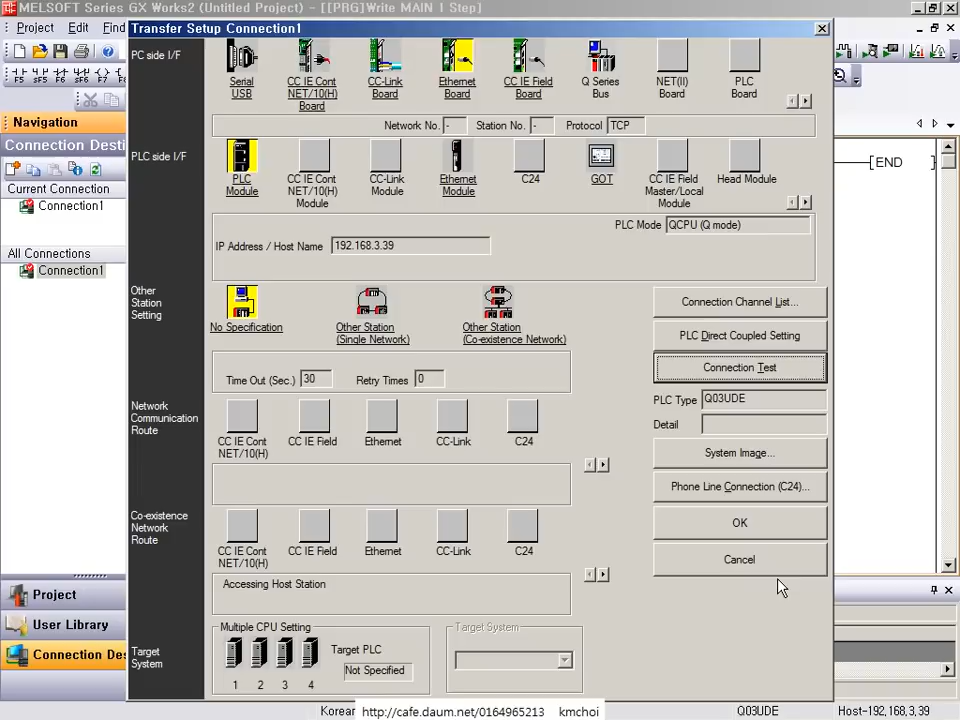 MELSOFT Series GX Works2 (Untitled Project) - [[PRG]Write MAIN 1 Step]
Project Edit Find
Transfer Setup Connection1
PC side I/F
Serial USB
CC IE Cont NET/10(H) Board
CC-Link Board
Ethernet Board
CC IE Field Board
Q Series Bus
NET(II) Board
PLC Board
Network No. - Station No. - Protocol TCP
PLC side I/F
PLC Module
CC IE Cont NET/10(H) Module
CC-Link Module
Ethernet Module
C24
GOT
CC IE Field Master/Local Module
Head Module
PLC Mode QCPU (Q mode)
IP Address / Host Name 192.168.3.39
Other Station Setting
No Specification
Other Station (Single Network)
Other Station (Co-existence Network)
Time Out (Sec.) 30 Retry Times 0
Connection Channel List...
PLC Direct Coupled Setting
Connection Test
PLC Type Q03UDE
Detail
System Image...
Phone Line Connection (C24)...
OK
Cancel
Network Communication Route
CC IE Cont NET/10(H)
CC IE Field
Ethernet
CC-Link
C24
Co-existence Network Route
CC IE Cont NET/10(H)
CC IE Field
Ethernet
CC-Link
C24
Accessing Host Station
Target System
Multiple CPU Setting
1 2 3 4
Target PLC
Not Specified
Target System
Navigation
Connection Desti
Current Connection
Connection1
All Connections
Connection1
Project
User Library
Connection Des
F5 sF5 F6 sF6 F7 F
END
Korean
http://cafe.daum.net/0164965213 kmchoi
Q03UDE
Host-192,168,3,39